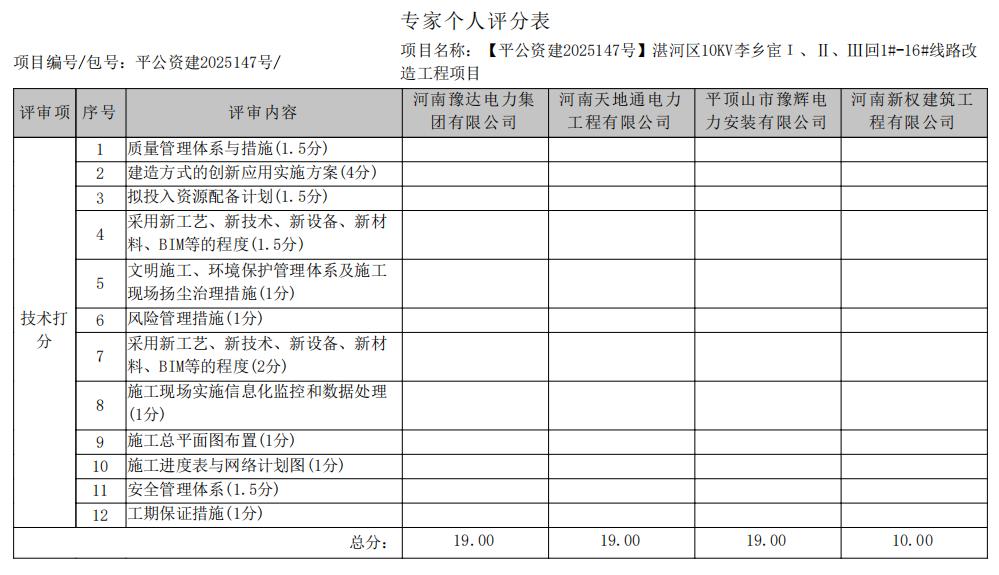 专家个人评分表
项目编号/包号: 平公资建2025147号/
项目名称: 【平公资建2025147号】湛河区10KV李乡宦Ⅰ、Ⅱ、Ⅲ回1#-16#线路改
造工程项目
评审项 序号 评审内容
河南豫达电力集
团有限公司
河南天地通电力
工程有限公司
平顶山市豫辉电
力安装有限公司
河南新权建筑工
程有限公司
技术打
分
1 质量管理体系与措施(1.5分)
2 建造方式的创新应用实施方案(4分)
3 拟投入资源配备计划(1.5分)
4 采用新工艺、新技术、新设备、新材
料、BIM等的程度(1.5分)
5 文明施工、环境保护管理体系及施工
现场扬尘治理措施(1分)
6 风险管理措施(1分)
7 采用新工艺、新技术、新设备、新材
料、BIM等的程度(2分)
8 施工现场实施信息化监控和数据处理
(1分)
9 施工总平面图布置(1分)
10 施工进度表与网络计划图(1分)
11 安全管理体系(1.5分)
12 工期保证措施(1分)
总分: 19.00 19.00 19.00 10.00